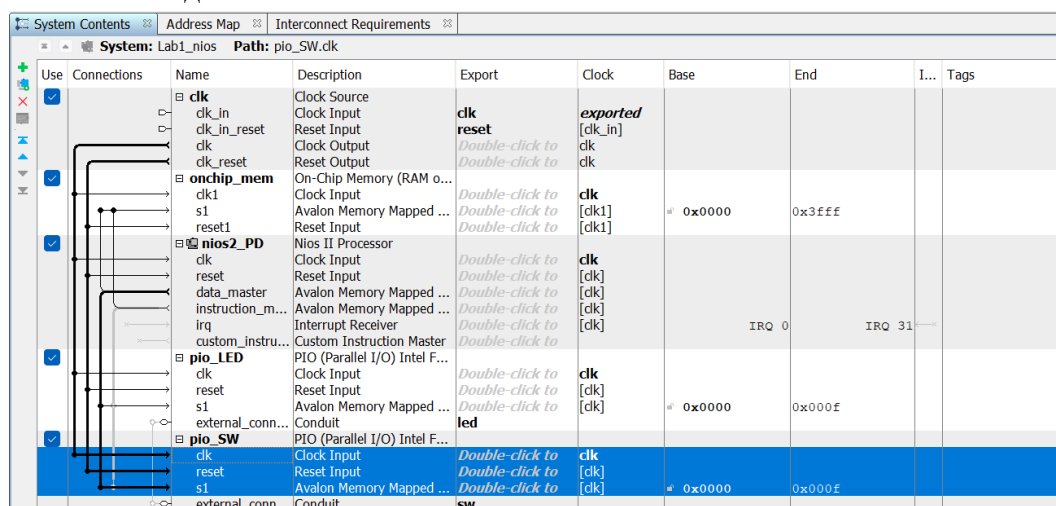 System Contents Address Map Interconnect Requirements
System: Lab1_nios Path: pio_SW.clk
Use Connections Name Description Export Clock Base End I... Tags
clk Clock Source
clk_in Clock Input clk exported
clk_in_reset Reset Input reset [clk_in]
clk Clock Output Double-click to clk
clk_reset Reset Output Double-click to clk
onchip_mem On-Chip Memory (RAM o...
clk1 Clock Input Double-click to clk
s1 Avalon Memory Mapped ... Double-click to [clk1] 0x0000 0x3fff
reset1 Reset Input Double-click to [clk1]
nios2_PD Nios II Processor
clk Clock Input Double-click to clk
reset Reset Input Double-click to [clk]
data_master Avalon Memory Mapped ... Double-click to [clk]
instruction_m... Avalon Memory Mapped ... Double-click to [clk]
irq Interrupt Receiver Double-click to [clk] IRQ 0 IRQ 31
custom_instru... Custom Instruction Master Double-click to
pio_LED PIO (Parallel I/O) Intel F...
clk Clock Input Double-click to clk
reset Reset Input Double-click to [clk]
s1 Avalon Memory Mapped ... Double-click to [clk] 0x0000 0x000f
external_conn... Conduit led
pio_SW PIO (Parallel I/O) Intel F...
clk Clock Input Double-click to clk
reset Reset Input Double-click to [clk]
s1 Avalon Memory Mapped ... Double-click to [clk] 0x0000 0x000f
external_conn... Conduit sw